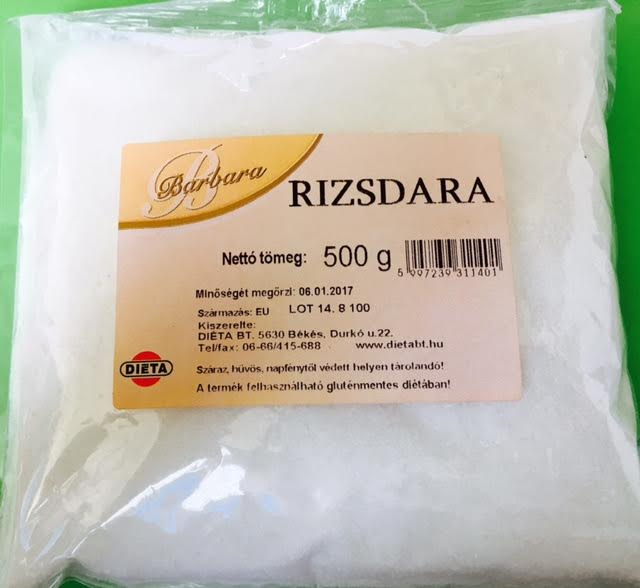 Barbara
RIZSDARA
Nettó tömeg: 500 g
5 997239 311401
Minőségét megőrzi: 06.01.2017
Származás: EU LOT 14. 8 100
Kiszerelte:
DIÉTA BT. 5630 Békés, Durkó u.22.
Tel/fax: 06-66/415-688 www.dietabt.hu
DIÉTA
Száraz, hűvös, napfénytől védett helyen tárolandó!
A termék felhasználható gluténmentes diétában!